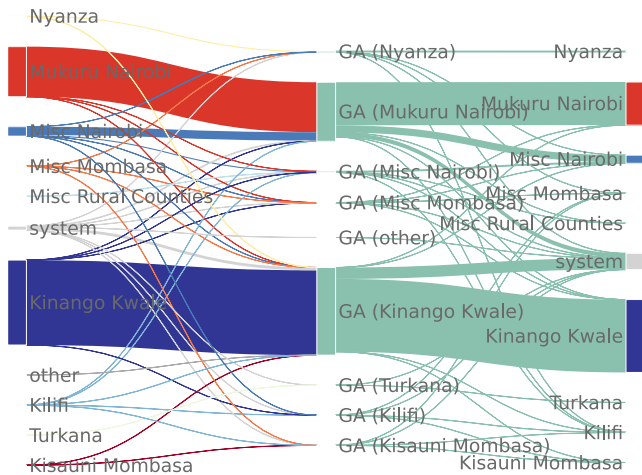 Nyanza
Mukuru Nairobi
Misc Nairobi
Misc Mombasa
Misc Rural Counties
system
Kinango Kwale
other
Kilifi
Turkana
Kisauni Mombasa
GA (Nyanza)
GA (Mukuru Nairobi)
GA (Misc Nairobi)
GA (Misc Mombasa)
GA (other)
GA (Kinango Kwale)
GA (Turkana)
GA (Kilifi)
GA (Kisauni Mombasa)
Nyanza
Mukuru Nairobi
Misc Nairobi
Misc Mombasa
Misc Rural Counties
system
Kinango Kwale
Turkana
Kilifi
Kisauni Mombasa